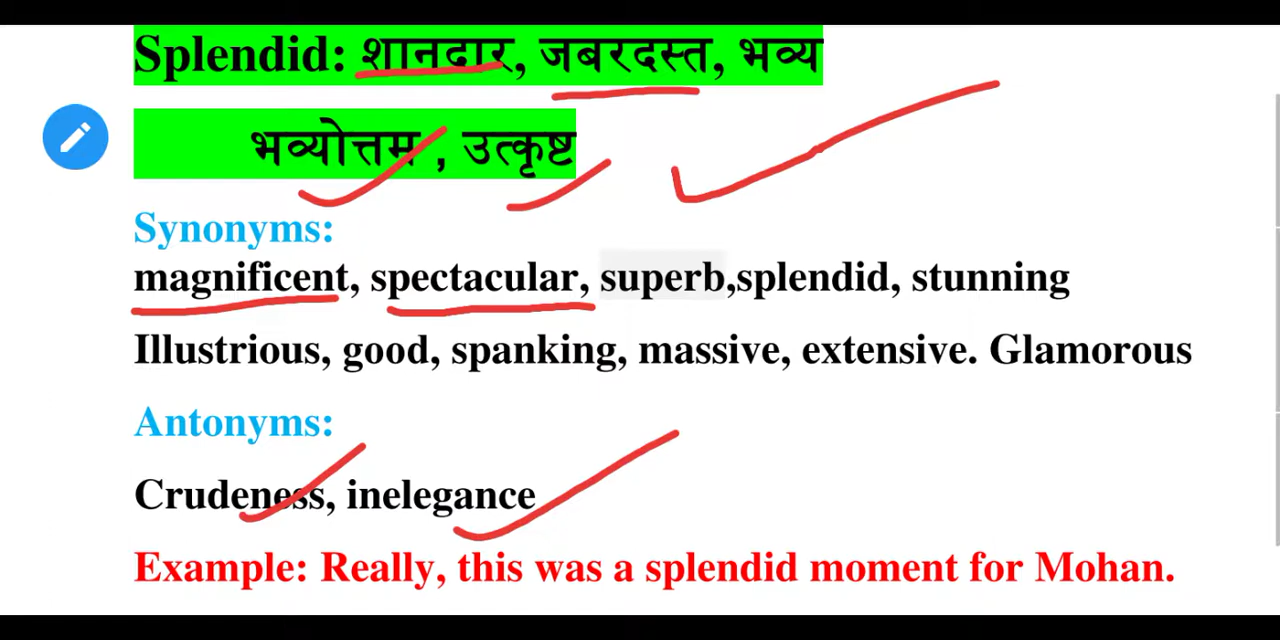 Splendid: शानदार, जबरदस्त, भव्य
भव्योत्तम , उत्कृष्ट
Synonyms:
magnificent, spectacular, superb,splendid, stunning
Illustrious, good, spanking, massive, extensive. Glamorous
Antonyms:
Crudeness, inelegance
Example: Really, this was a splendid moment for Mohan.